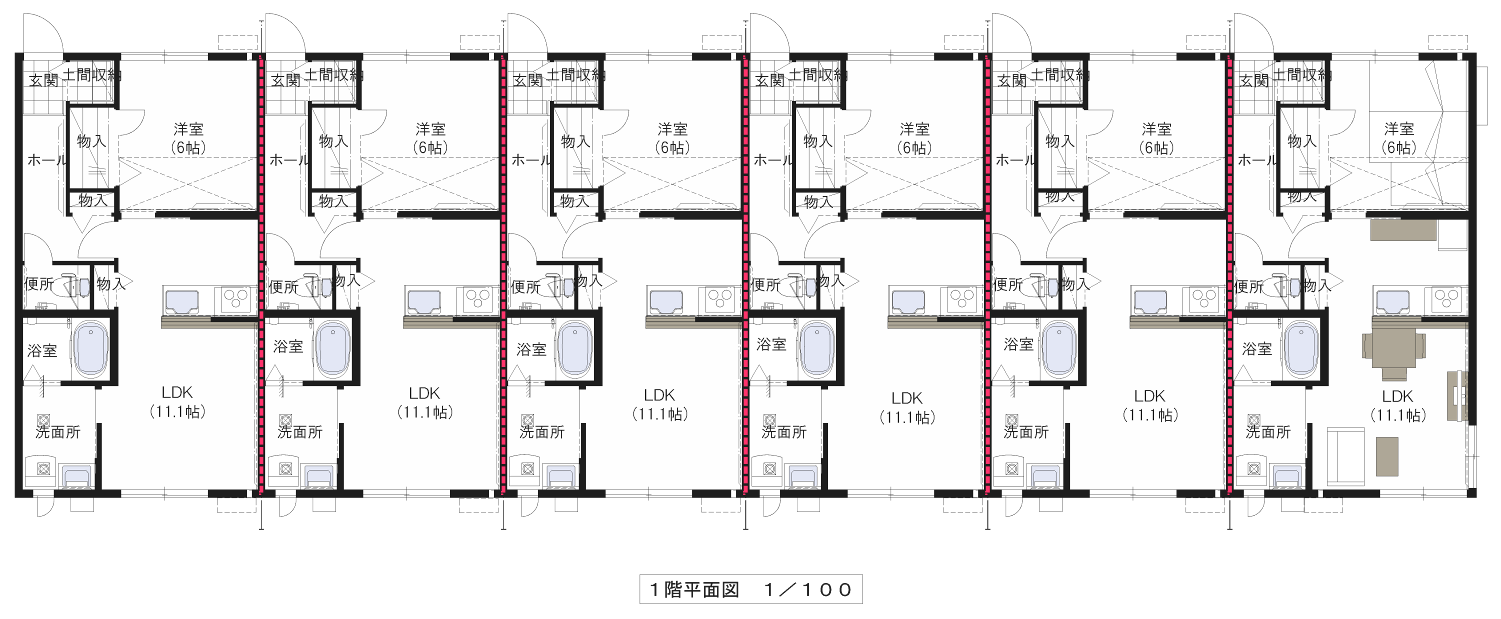 玄関 土間収納 玄関 土間収納 玄関 土間収納 玄関 土間収納 玄関 土間収納 玄関 土間収納
物入 洋室 物入 洋室 物入 洋室 物入 洋室 物入 洋室 物入 洋室
(6帖) (6帖) (6帖) (6帖) (6帖) (6帖)
ホール ホール ホール ホール ホール ホール
物入 物入 物入 物入 物入 物入
便所 物入 便所 物入 便所 物入 便所 物入 便所 物入 便所 物入
浴室 浴室 浴室 浴室 浴室 浴室
LDK LDK LDK LDK LDK LDK
(11.1帖) (11.1帖) (11.1帖) (11.1帖) (11.1帖) (11.1帖)
洗面所 洗面所 洗面所 洗面所 洗面所 洗面所
1階平面図 1/100